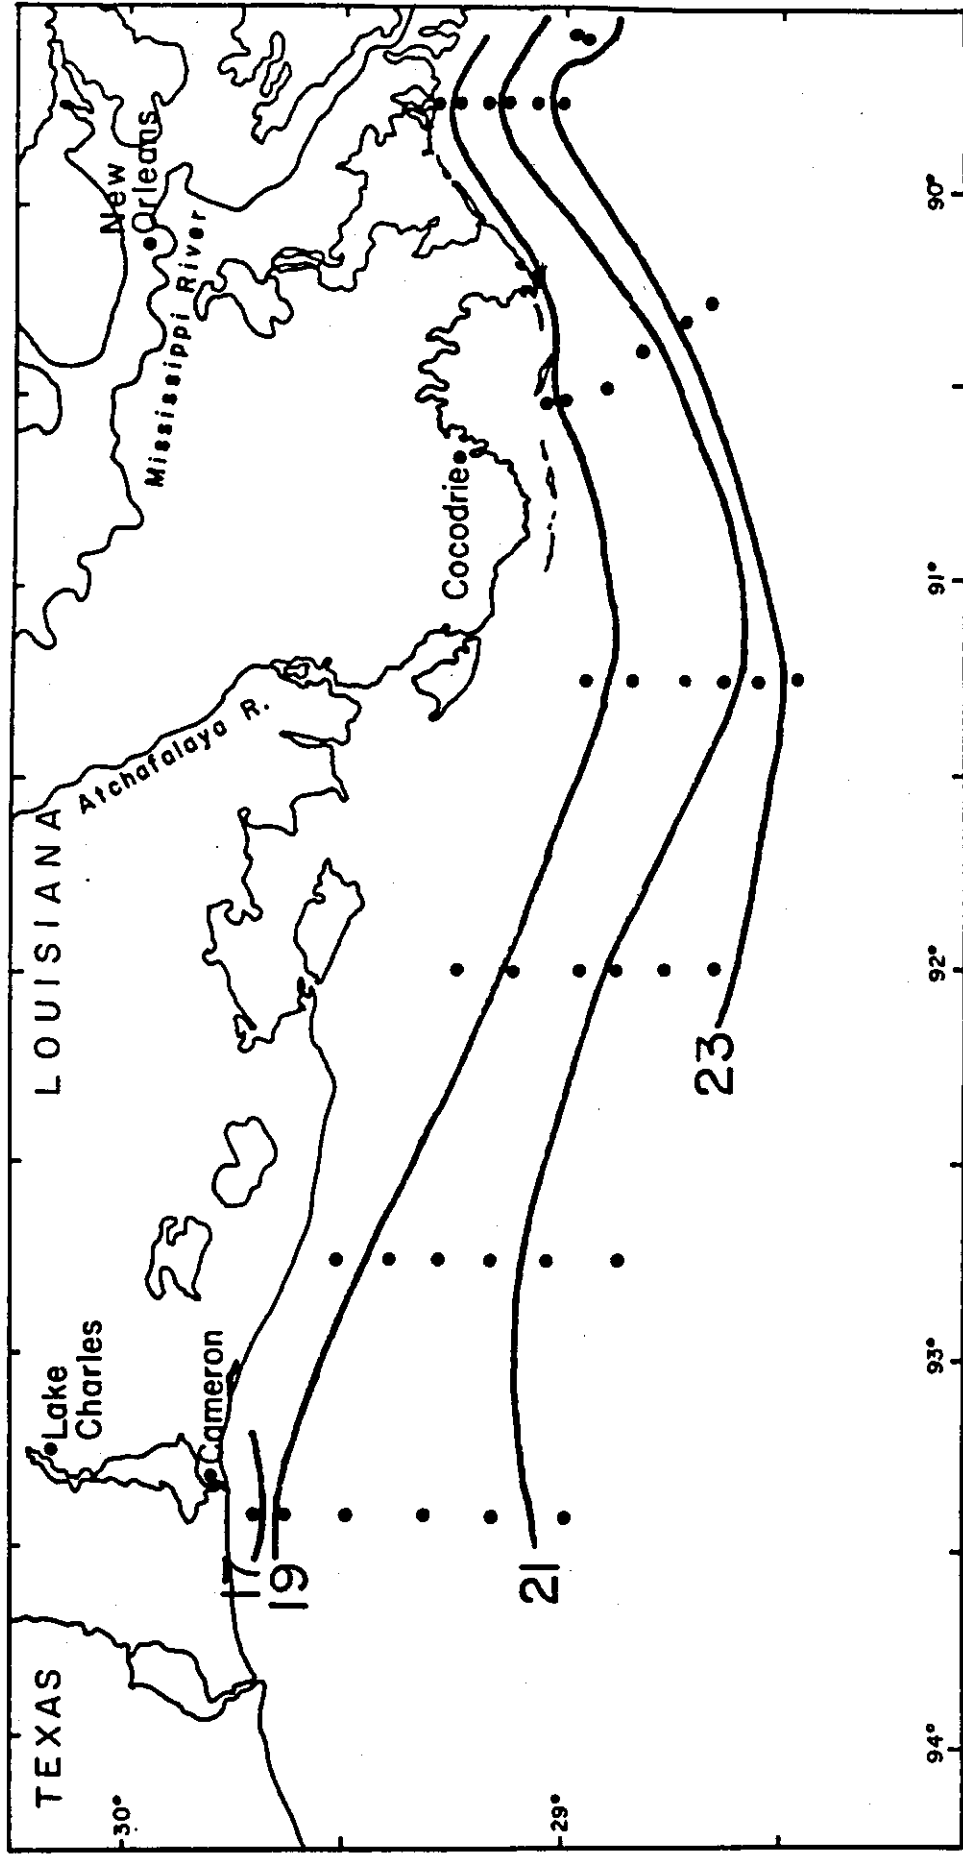 TEXAS
LOUISIANA
Lake
Charles
Cameron
Atchafalaya R.
Mississippi River
New
Orleans
Cocodrie
17
19
21
23
30°
29°
94°
93°
92°
91°
90°